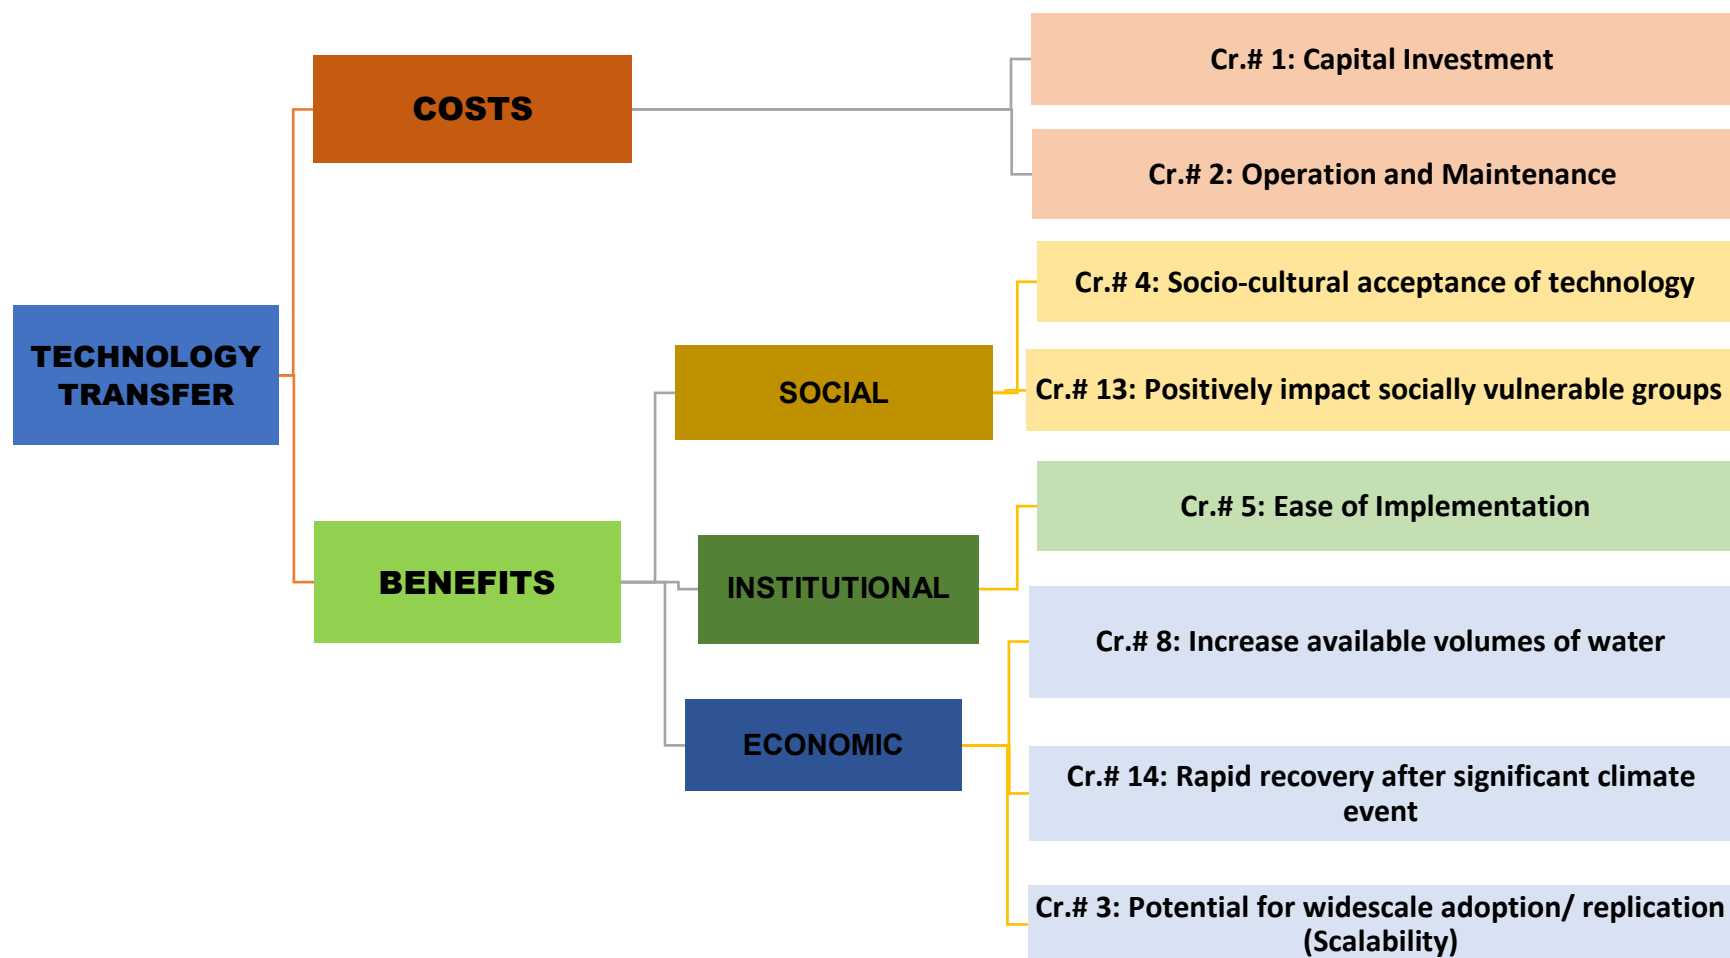 TECHNOLOGY
TRANSFER
COSTS
Cr.# 1: Capital Investment
Cr.# 2: Operation and Maintenance
BENEFITS
SOCIAL
Cr.# 4: Socio-cultural acceptance of technology
Cr.# 13: Positively impact socially vulnerable groups
INSTITUTIONAL
Cr.# 5: Ease of Implementation
ECONOMIC
Cr.# 8: Increase available volumes of water
Cr.# 14: Rapid recovery after significant climate
event
Cr.# 3: Potential for widescale adoption/ replication
(Scalability)